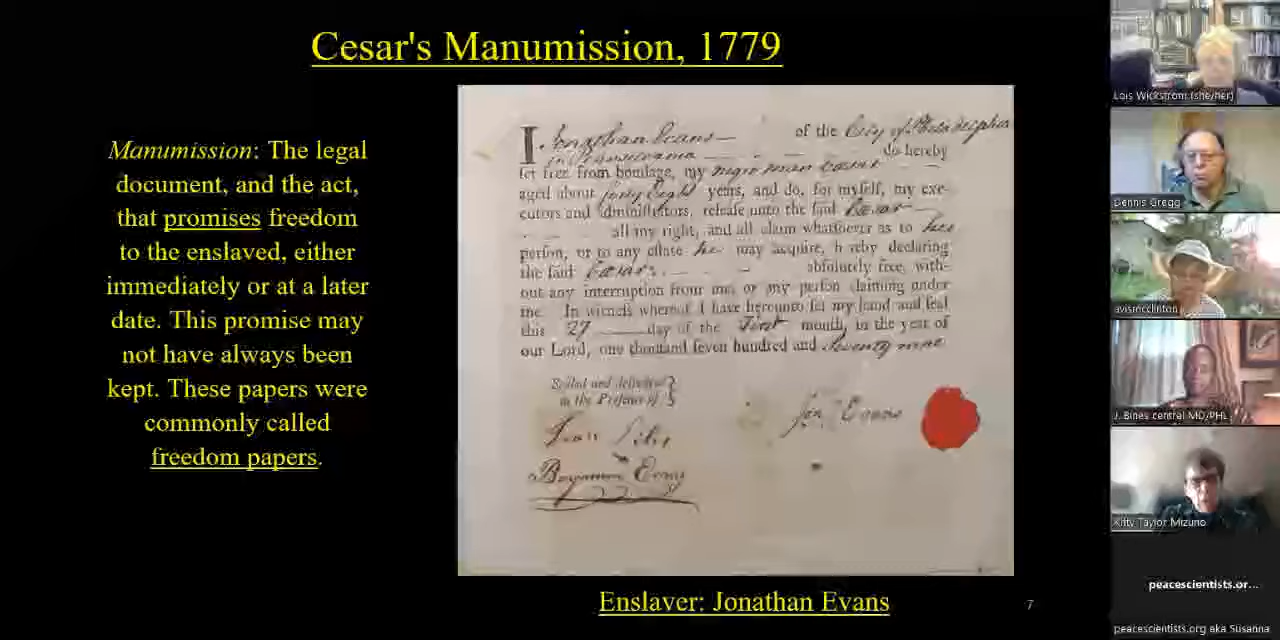 Cesar's Manumission, 1779
Manumission: The legal
document, and the act,
that promises freedom
to the enslaved, either
immediately or at a later
date. This promise may
not have always been
kept. These papers were
commonly called
freedom papers.
I Jonathan Evans of the City of Philadelphia
in Pennsylvania do hereby
set free from bondage, my negro man Cæsar
aged about forty Eight years, and do, for myself, my exe-
cutors and administrators, release unto the said Cæsar
all my right, and all claim whatsoever as to his
person, or to any estate he may acquire, hereby declaring
the said Cæsar absolutely free, with-
out any interruption from me, or any person claiming under
me. In witness whereof I have hereunto set my hand and seal
this 27 day of the First month, in the year of
our Lord, one thousand seven hundred and Seventy nine
Sealed and delivered
in the Presence of
Jon Evans
Benjamin Evans
Enslaver: Jonathan Evans
7
Lois Wickstrom (she/her)
Dennis Gregg
avismcclinton
J. Bines central MD/PHL
Kitty Taylor Mizuno
peacescientists.or...
peacescientists.org aka Susanna